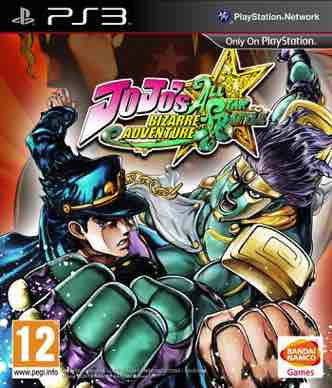 PS3
PlayStation®Network
Only On PlayStation®
JOJO'S
BIZARRE
ADVENTURE
ALL
STAR
BATTLE
12
www.pegi.info
BANDAI
NAMCO
Games